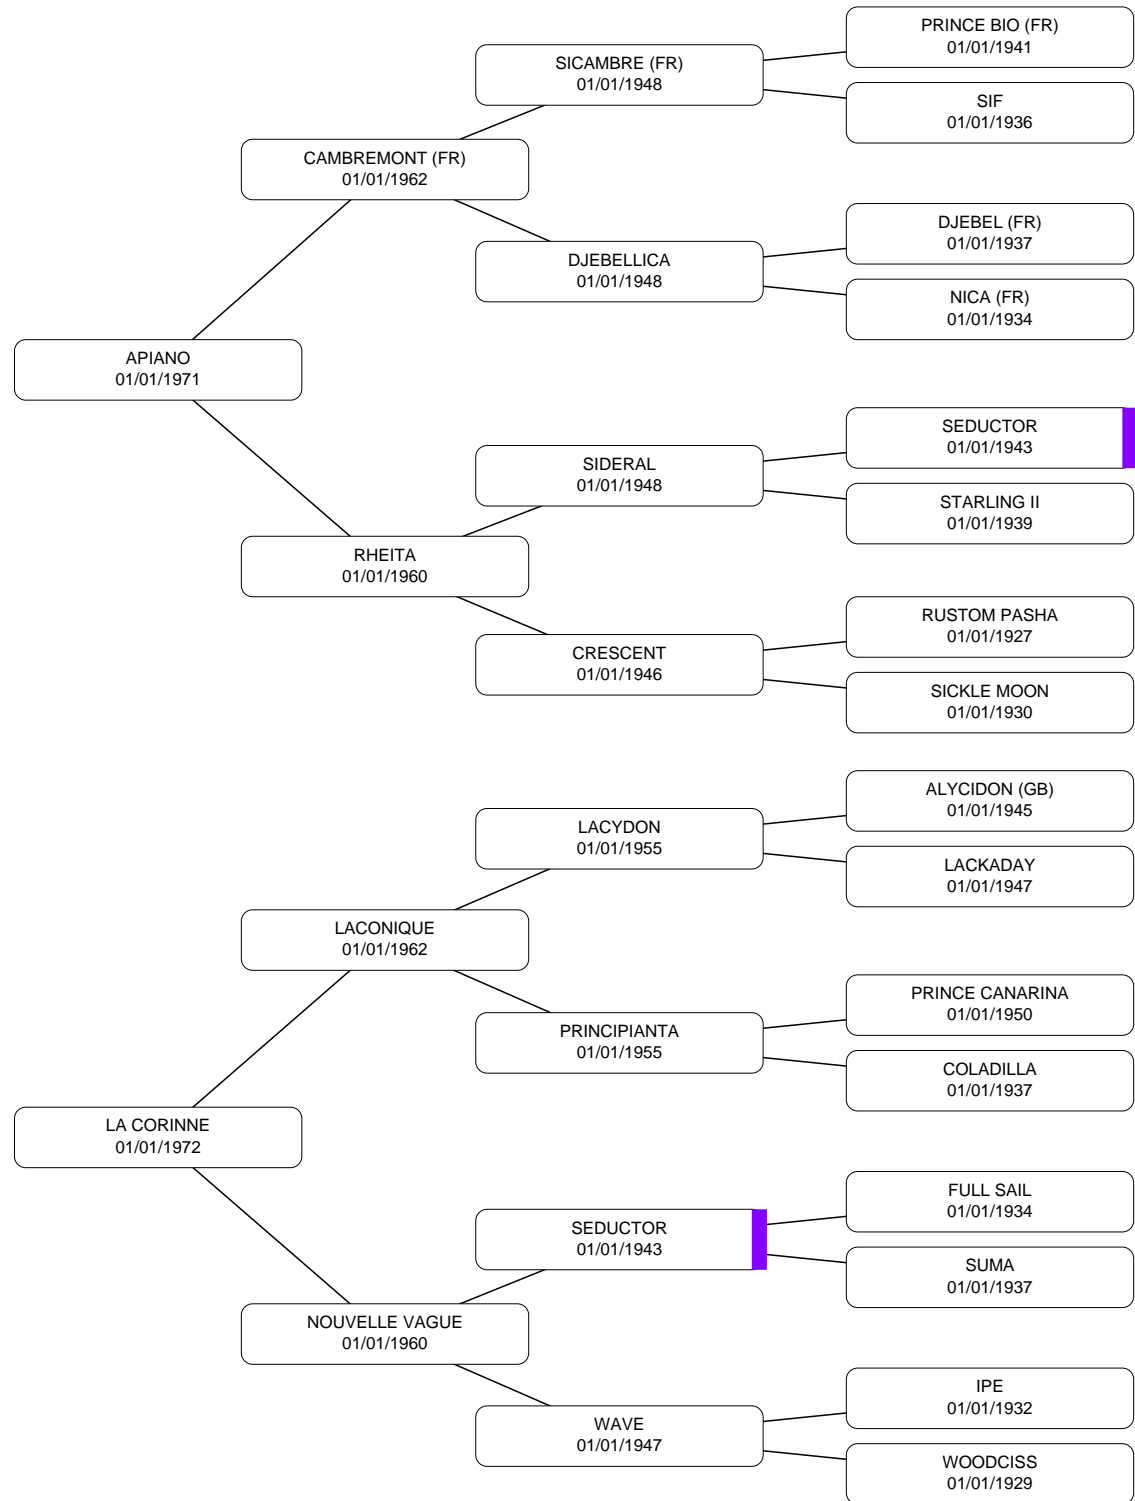 PRINCE BIO (FR)
01/01/1941
SICAMBRE (FR)
01/01/1948
SIF
01/01/1936
CAMBREMONT (FR)
01/01/1962
DJEBEL (FR)
01/01/1937
DJEBELLICA
01/01/1948
NICA (FR)
01/01/1934
APIANO
01/01/1971
SEDUCTOR
01/01/1943
SIDERAL
01/01/1948
STARLING II
01/01/1939
RHEITA
01/01/1960
RUSTOM PASHA
01/01/1927
CRESCENT
01/01/1946
SICKLE MOON
01/01/1930
ALYCIDON (GB)
01/01/1945
LACYDON
01/01/1955
LACKADAY
01/01/1947
LACONIQUE
01/01/1962
PRINCE CANARINA
01/01/1950
PRINCIPIANTA
01/01/1955
COLADILLA
01/01/1937
LA CORINNE
01/01/1972
FULL SAIL
01/01/1934
SEDUCTOR
01/01/1943
SUMA
01/01/1937
NOUVELLE VAGUE
01/01/1960
IPE
01/01/1932
WAVE
01/01/1947
WOODCISS
01/01/1929